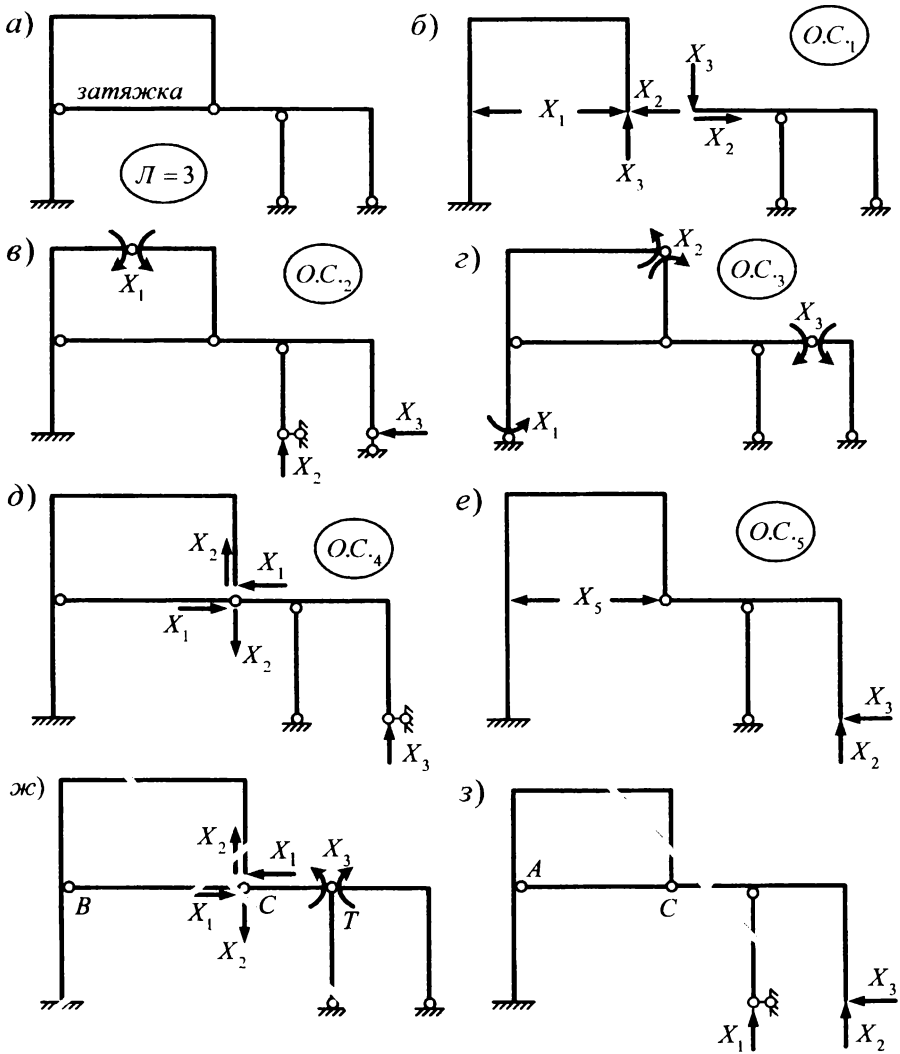 а)
затяжка
Л = 3
б)
О.С.₁
X₃
X₁
X₂
X₂
X₃
в)
О.С.₂
X₁
X₃
X₂
г)
X₂
О.С.₃
X₃
X₁
д)
О.С.₄
X₂
X₁
X₁
X₂
X₃
е)
О.С.₅
X₅
X₃
X₂
ж)
X₂
X₁
X₃
B
X₁
C
T
X₂
з)
A
C
X₃
X₁
X₂